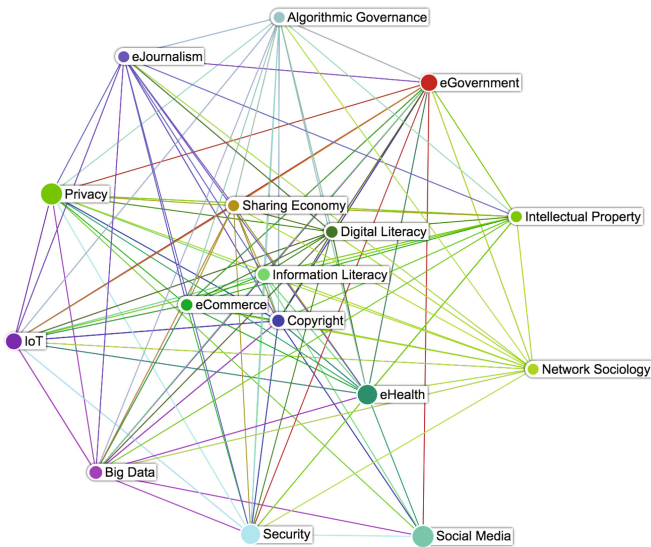 Algorithmic Governance
eJournalism
eGovernment
Privacy
Sharing Economy
Intellectual Property
Digital Literacy
Information Literacy
eCommerce
Copyright
IoT
Network Sociology
eHealth
Big Data
Security
Social Media